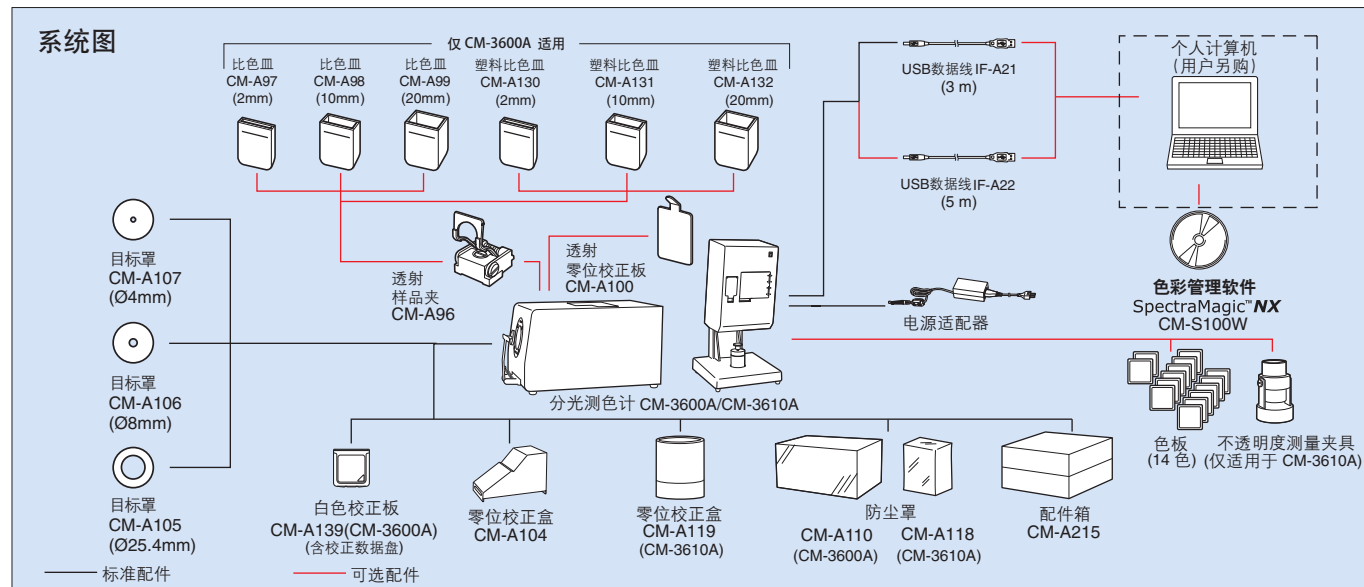 系统图
仅 CM-3600A 适用
比色皿
CM-A97
(2mm)
比色皿
CM-A98
(10mm)
比色皿
CM-A99
(20mm)
塑料比色皿
CM-A130
(2mm)
塑料比色皿
CM-A131
(10mm)
塑料比色皿
CM-A132
(20mm)
USB数据线IF-A21
(3 m)
USB数据线IF-A22
(5 m)
个人计算机
(用户另购)
色彩管理软件
SpectraMagic™NX
CM-S100W
目标罩
CM-A107
(Ø4mm)
目标罩
CM-A106
(Ø8mm)
目标罩
CM-A105
(Ø25.4mm)
透射
样品夹
CM-A96
透射
零位校正板
CM-A100
电源适配器
分光测色计 CM-3600A/CM-3610A
色板
(14 色)
不透明度测量夹具
(仅适用于 CM-3610A)
白色校正板
CM-A139(CM-3600A)
(含校正数据盘)
零位校正盒
CM-A104
零位校正盒
CM-A119
(CM-3610A)
防尘罩
CM-A110
(CM-3600A)
CM-A118
(CM-3610A)
配件箱
CM-A215
标准配件
可选配件